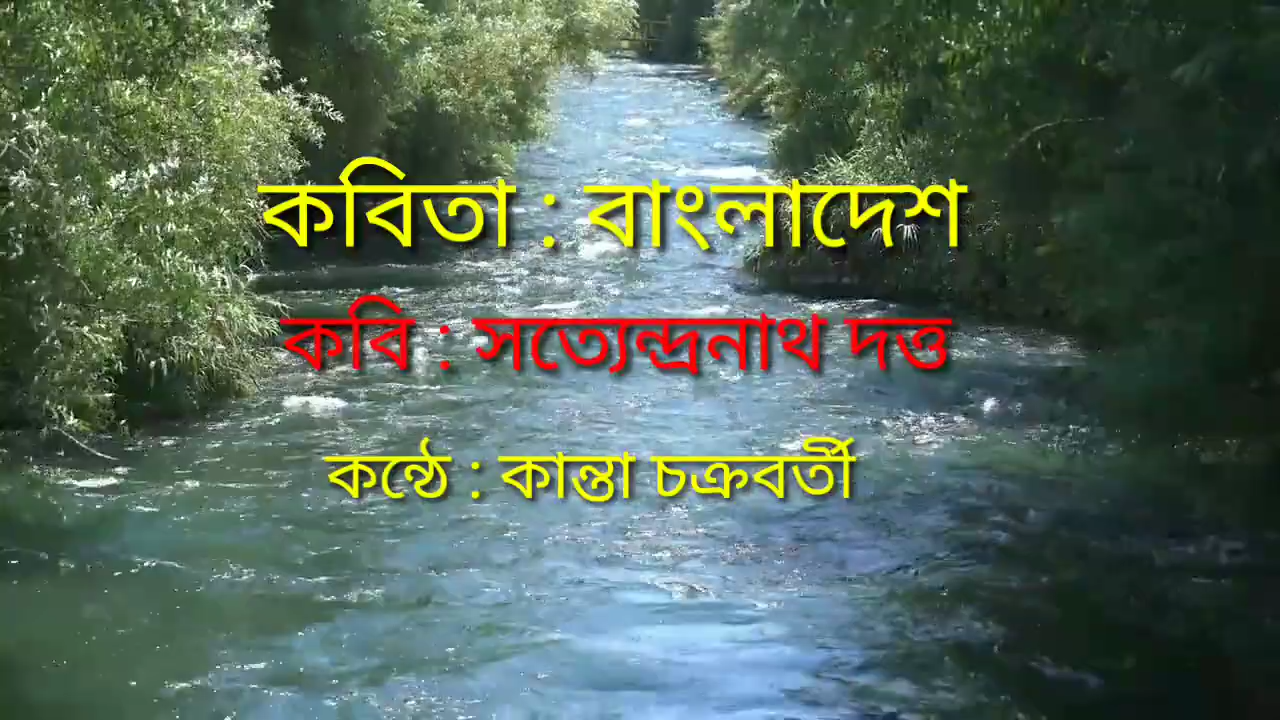 কবিতা : বাংলাদেশ
কবি : সত্যেন্দ্রনাথ দত্ত
কন্ঠে : কান্তা চক্রবর্তী